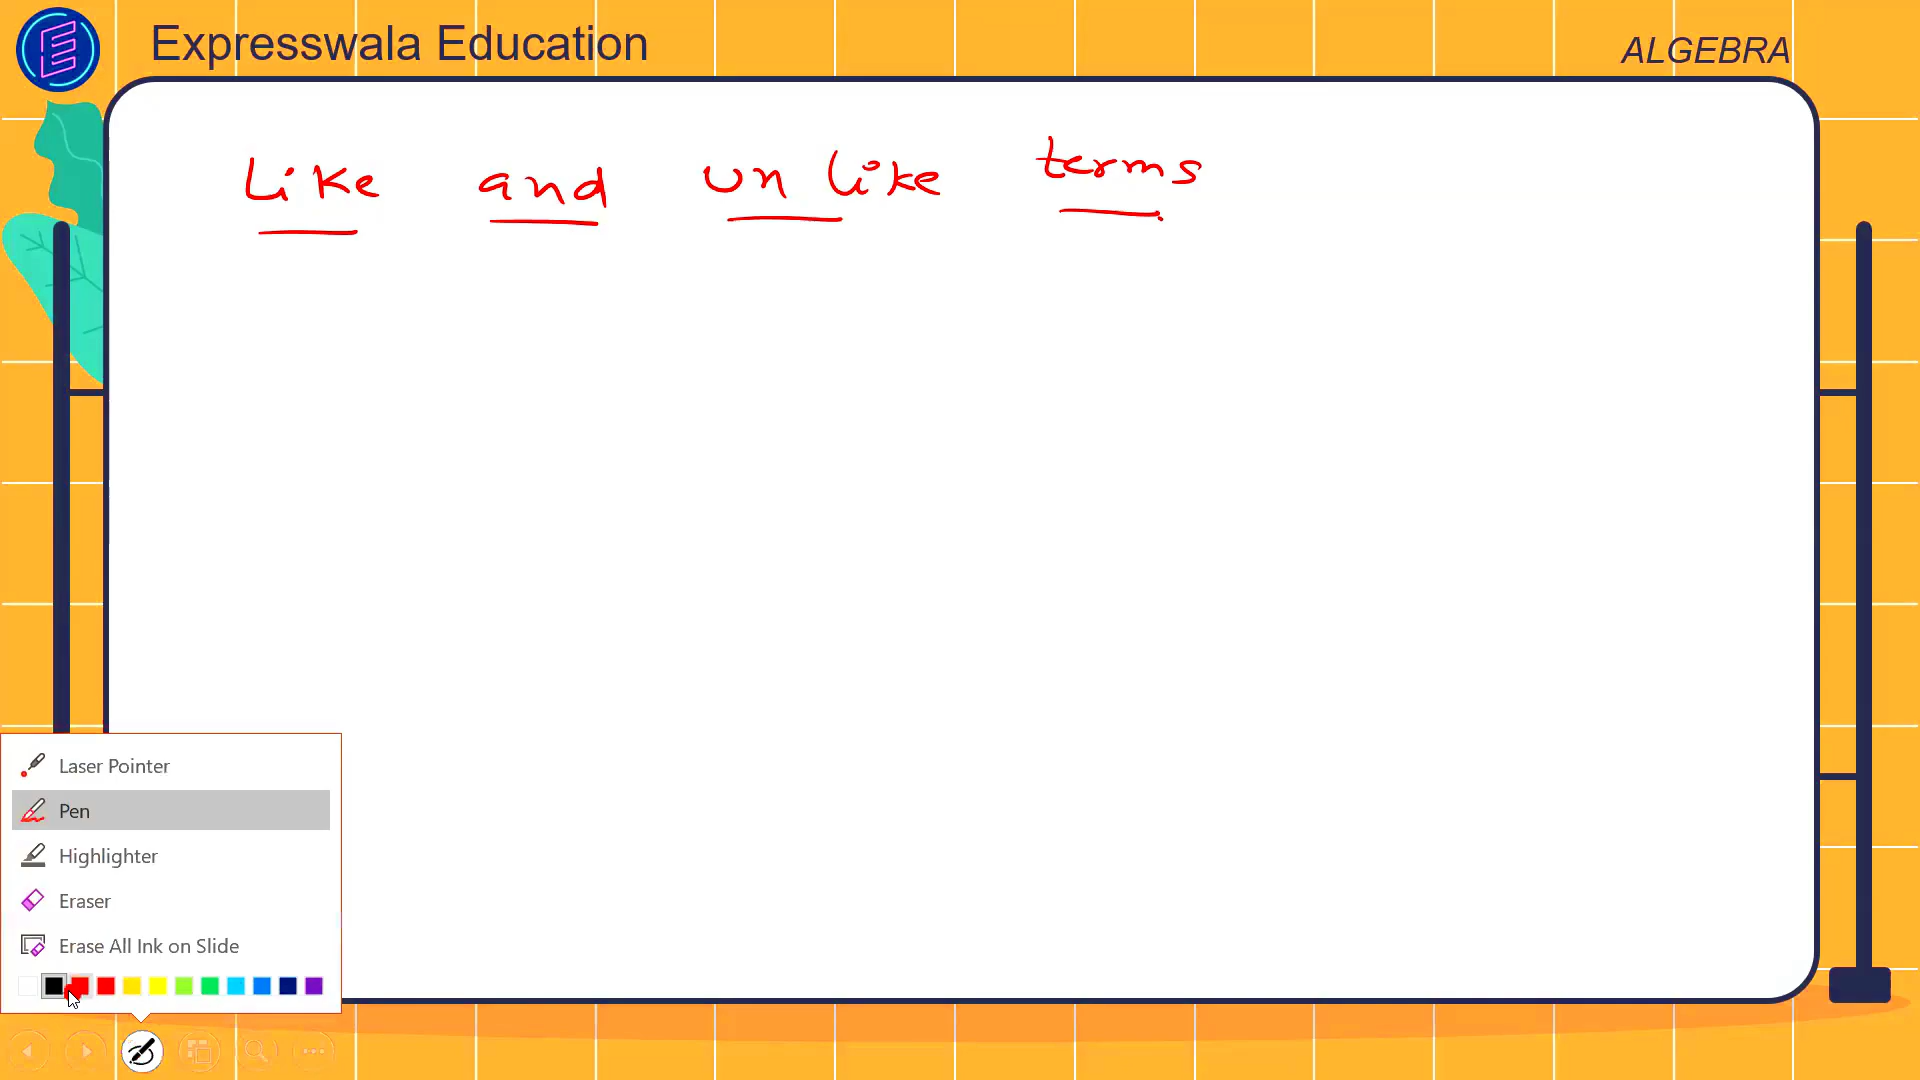 Expresswala Education
ALGEBRA
Like and un like terms
Laser Pointer
Pen
Highlighter
Eraser
Erase All Ink on Slide